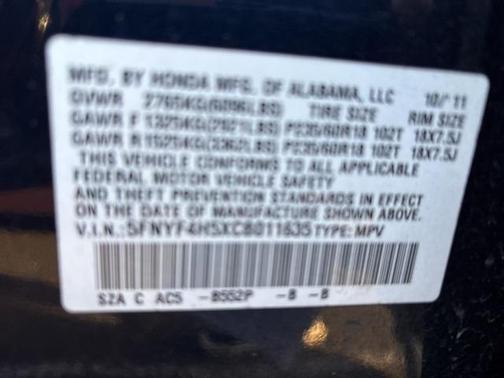 MFD. BY HONDA MFG. OF ALABAMA, LLC 10/'11
GVWR 2765KG(6096LBS) TIRE SIZE RIM SIZE
GAWR F 1325KG(2921LBS) P235/60R18 102T 18X7.5J
GAWR R 1525KG(3362LBS) P235/60R18 102T 18X7.5J
THIS VEHICLE CONFORMS TO ALL APPLICABLE
FEDERAL MOTOR VEHICLE SAFETY
AND THEFT PREVENTION STANDARDS IN EFFECT
ON THE DATE OF MANUFACTURE SHOWN ABOVE.
V.I.N.: 5FNYF4H5XCB011635 TYPE: MPV
SZA C AC5 -B552P -B -B